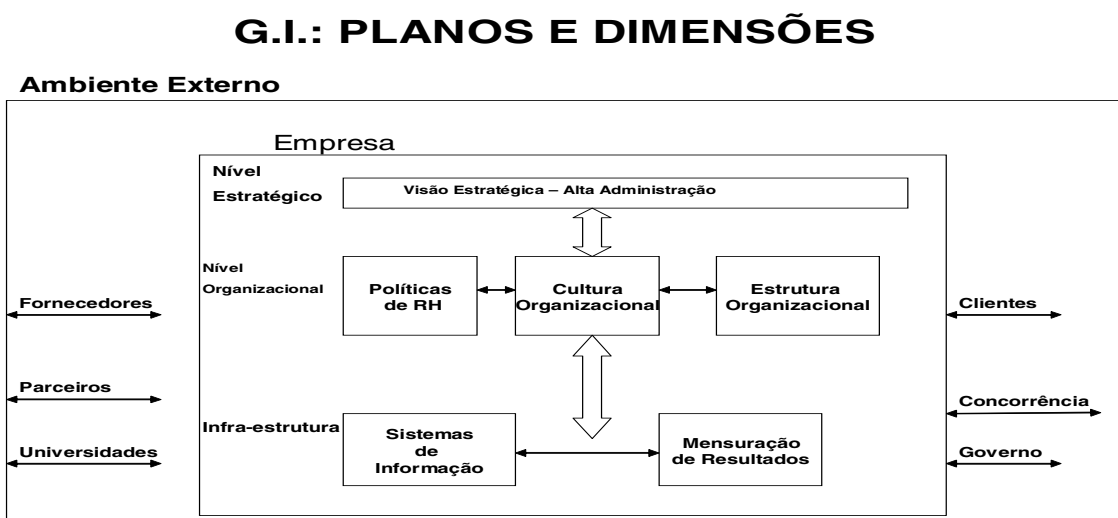 G.I.: PLANOS E DIMENSÕES
Ambiente Externo
Empresa
Nível
Estratégico
Visão Estratégica – Alta Administração
Nível
Organizacional
Políticas
de RH
Cultura
Organizacional
Estrutura
Organizacional
Fornecedores
Clientes
Parceiros
Concorrência
Infra-estrutura
Sistemas
de
Informação
Mensuração
de Resultados
Universidades
Governo